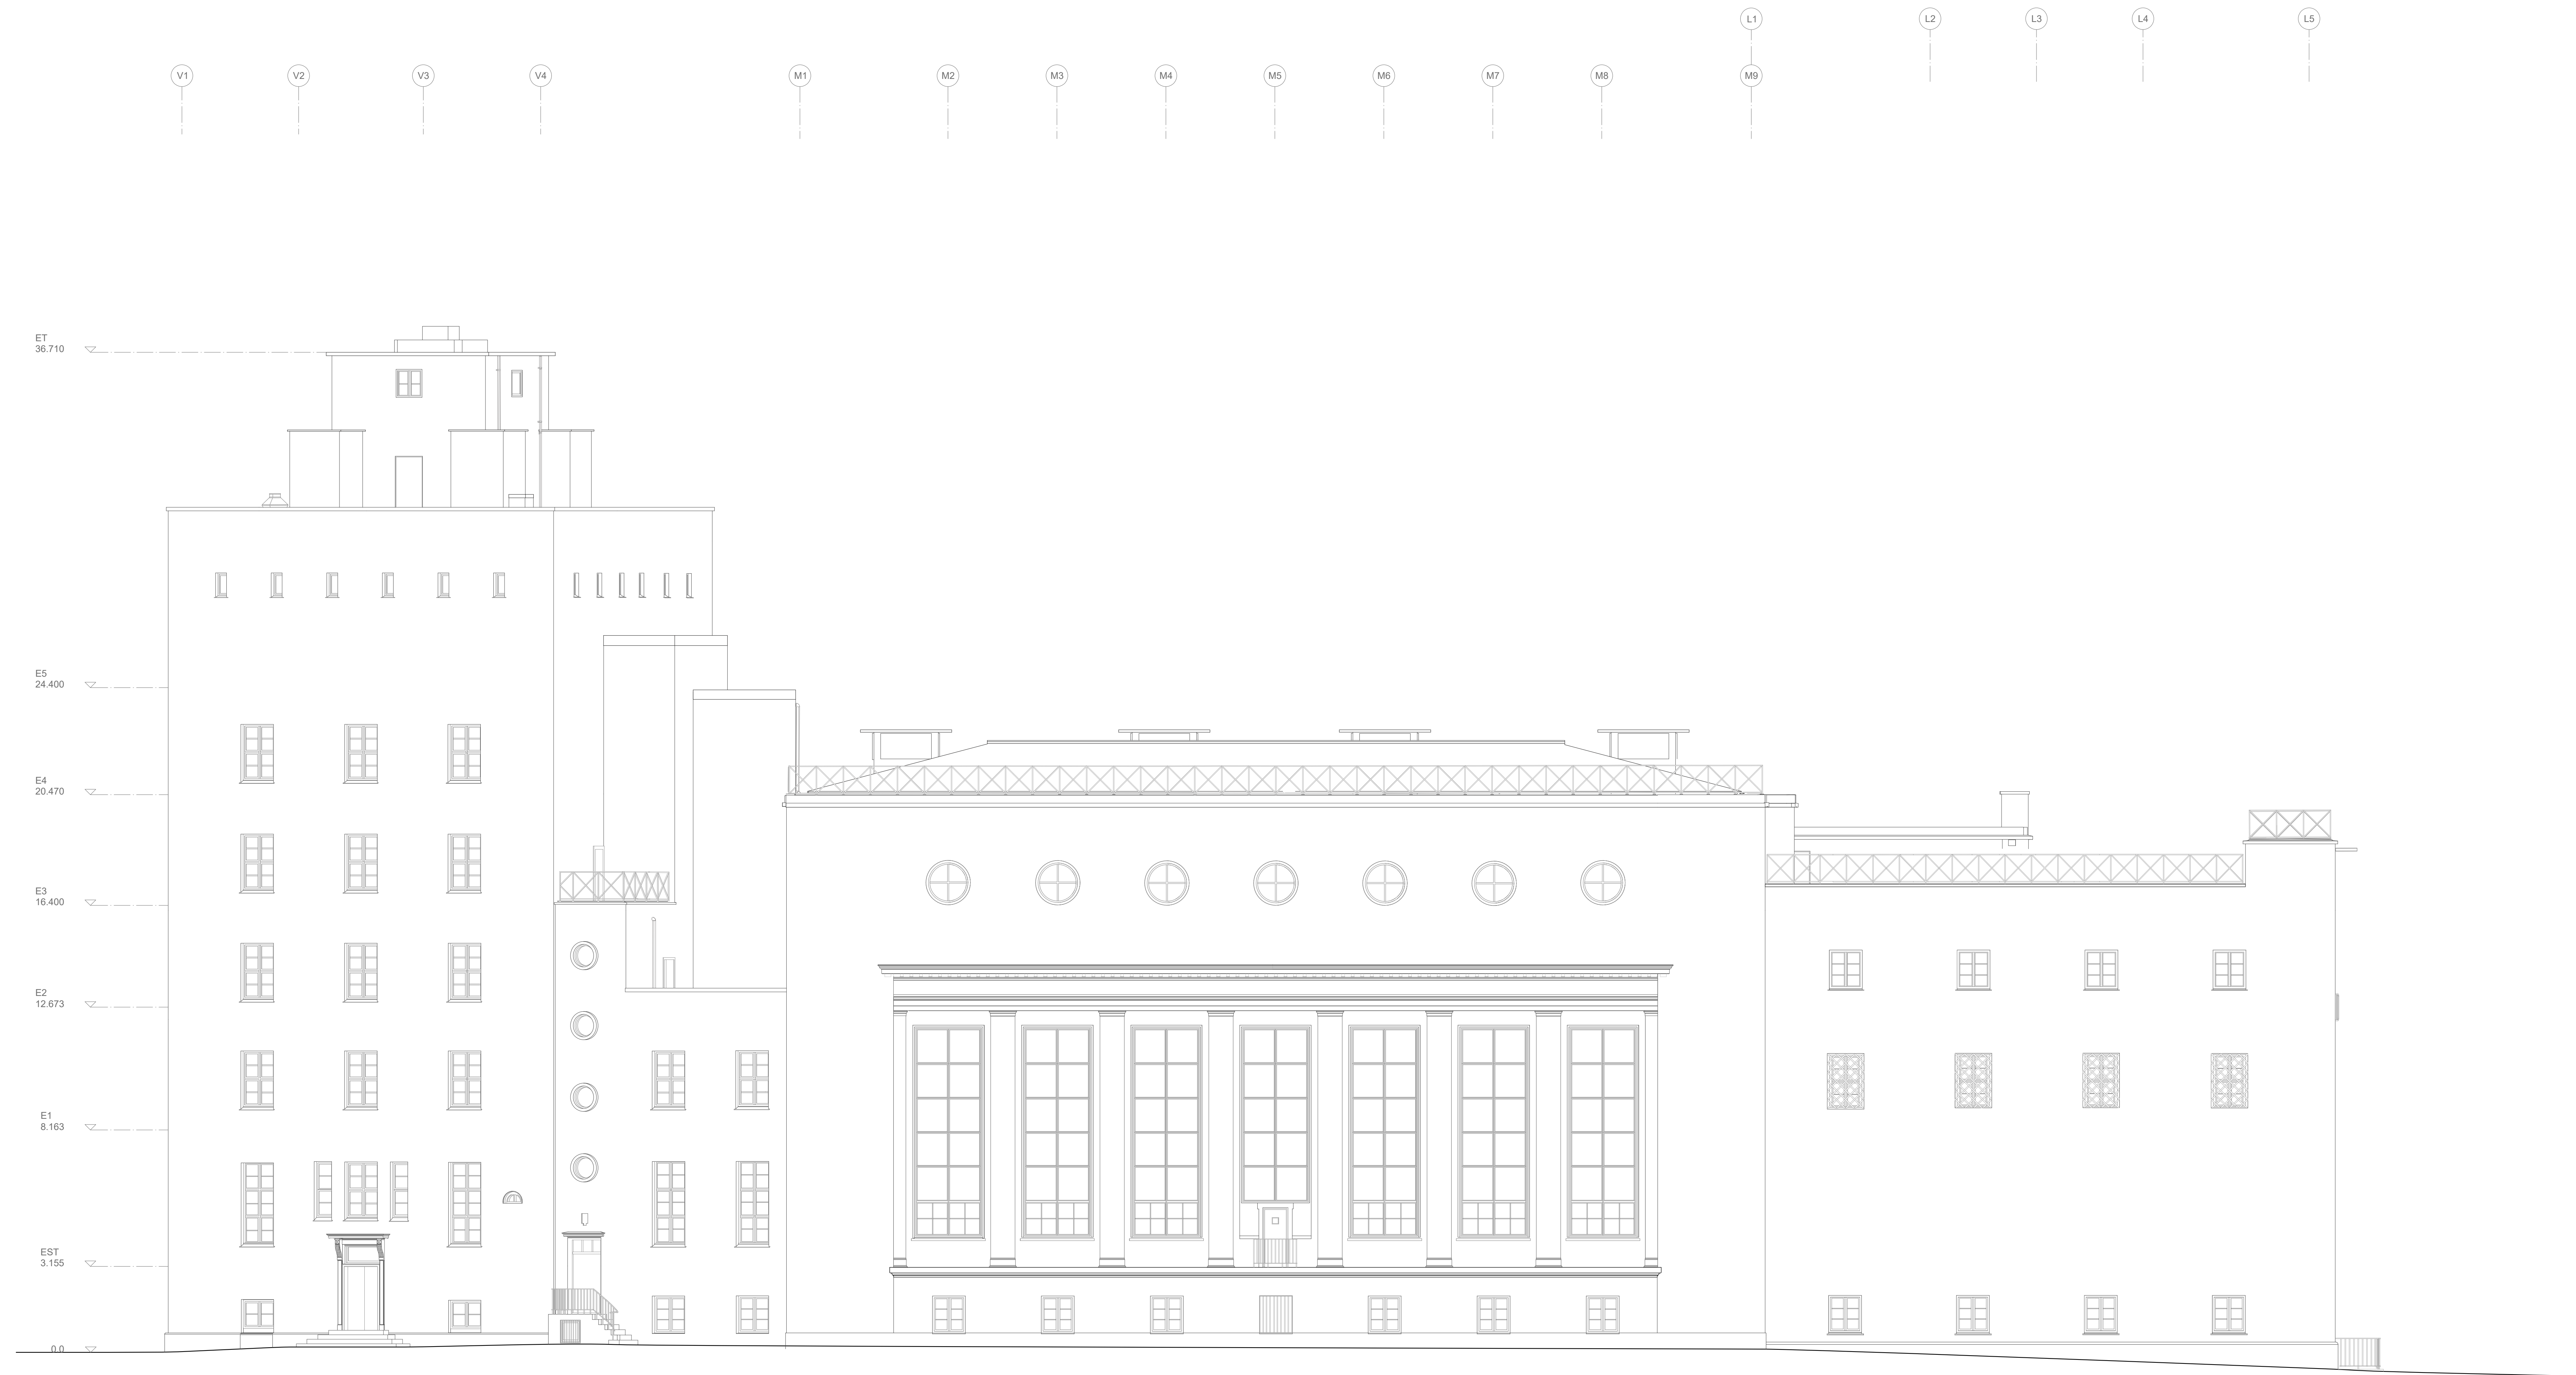 L1
L2
L3
L4
L5
V1
V2
V3
V4
M1
M2
M3
M4
M5
M6
M7
M8
M9
ET
36.710
E5
24.400
E4
20.470
E3
16.400
E2
12.673
E1
8.163
EST
3.155
0.0